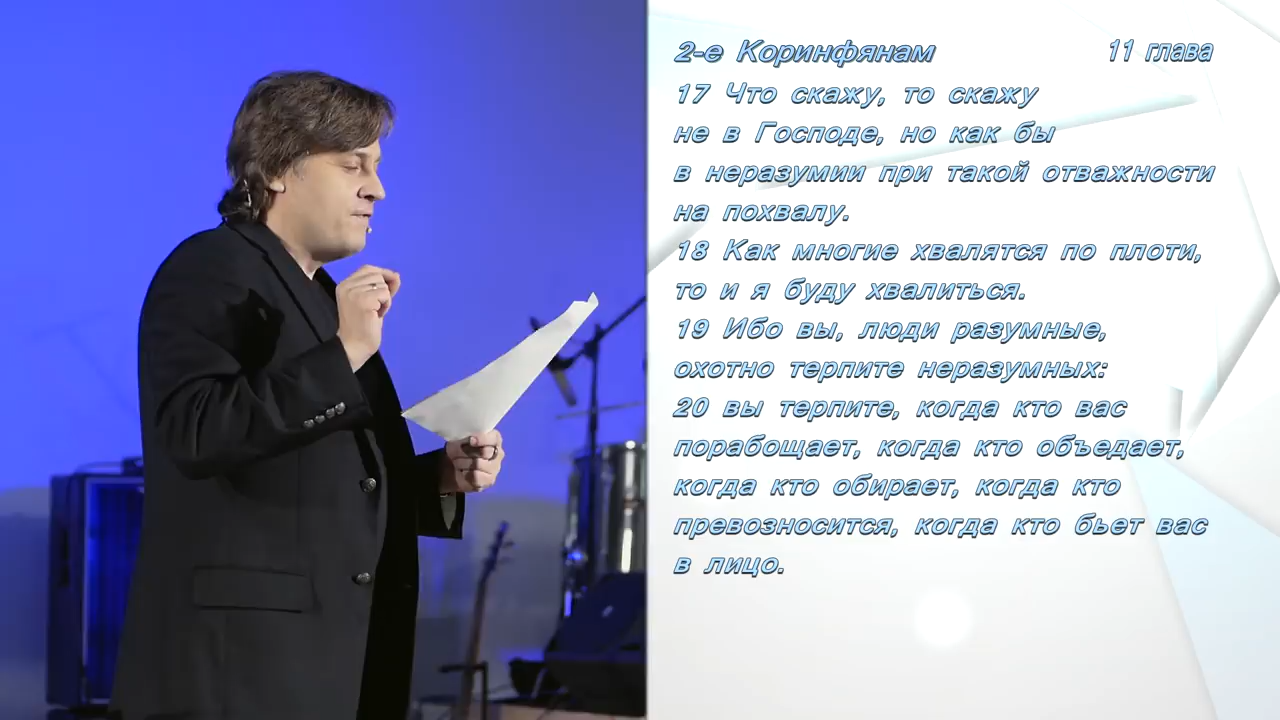 2-е Коринфянам 11 глава
17 Что скажу, то скажу
не в Господе, но как бы
в неразумии при такой отважности
на похвалу.
18 Как многие хвалятся по плоти,
то и я буду хвалиться.
19 Ибо вы, люди разумные,
охотно терпите неразумных:
20 вы терпите, когда кто вас
порабощает, когда кто объедает,
когда кто обирает, когда кто
превозносится, когда кто бьет вас
в лицо.